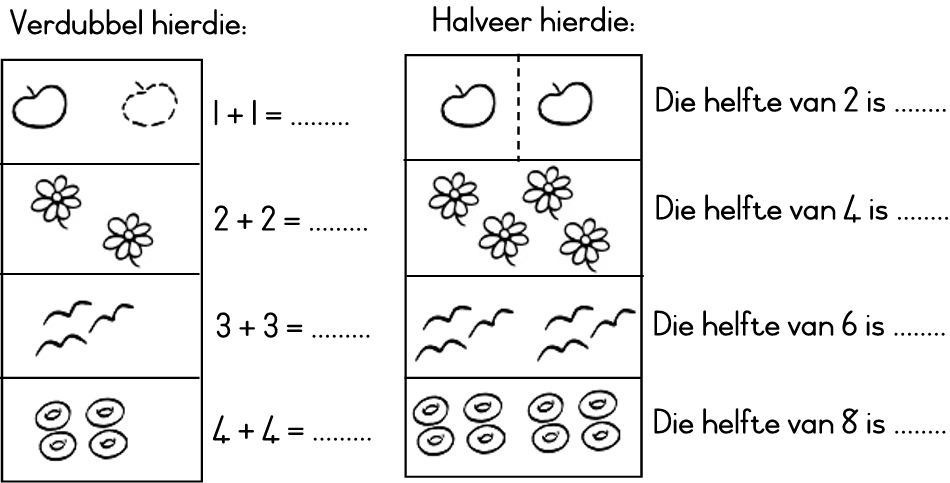 Verdubbel hierdie:
1 + 1 = .........
2 + 2 = .........
3 + 3 = .........
4 + 4 = .........
Halveer hierdie:
Die helfte van 2 is ........
Die helfte van 4 is ........
Die helfte van 6 is ........
Die helfte van 8 is ........